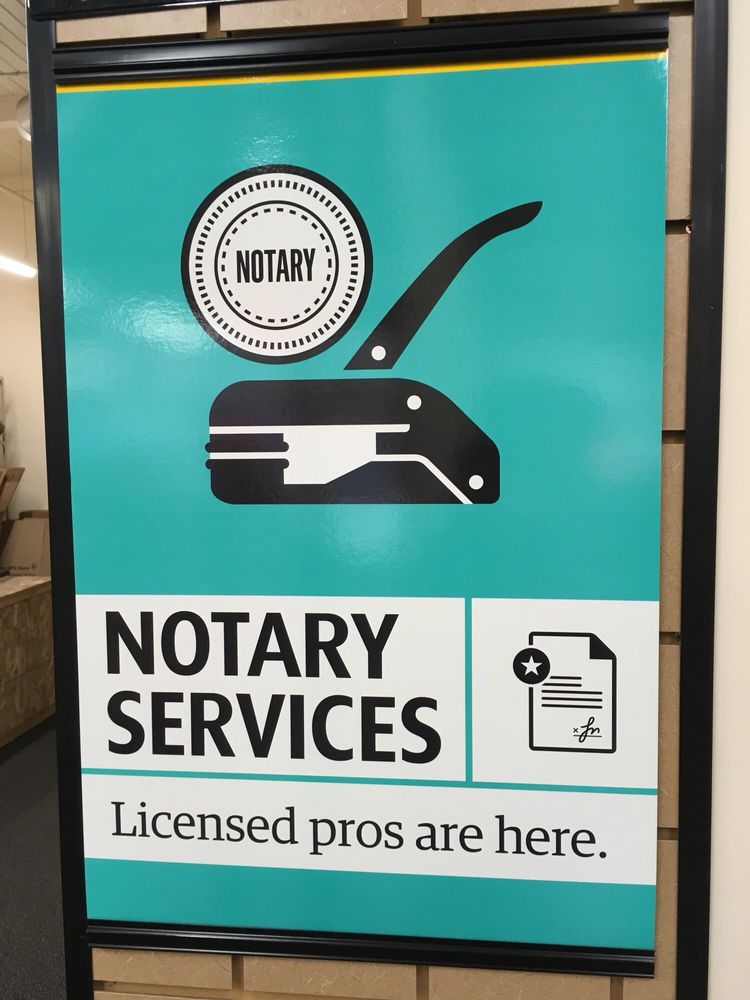 NOTARY
NOTARY
SERVICES
Licensed pros are here.